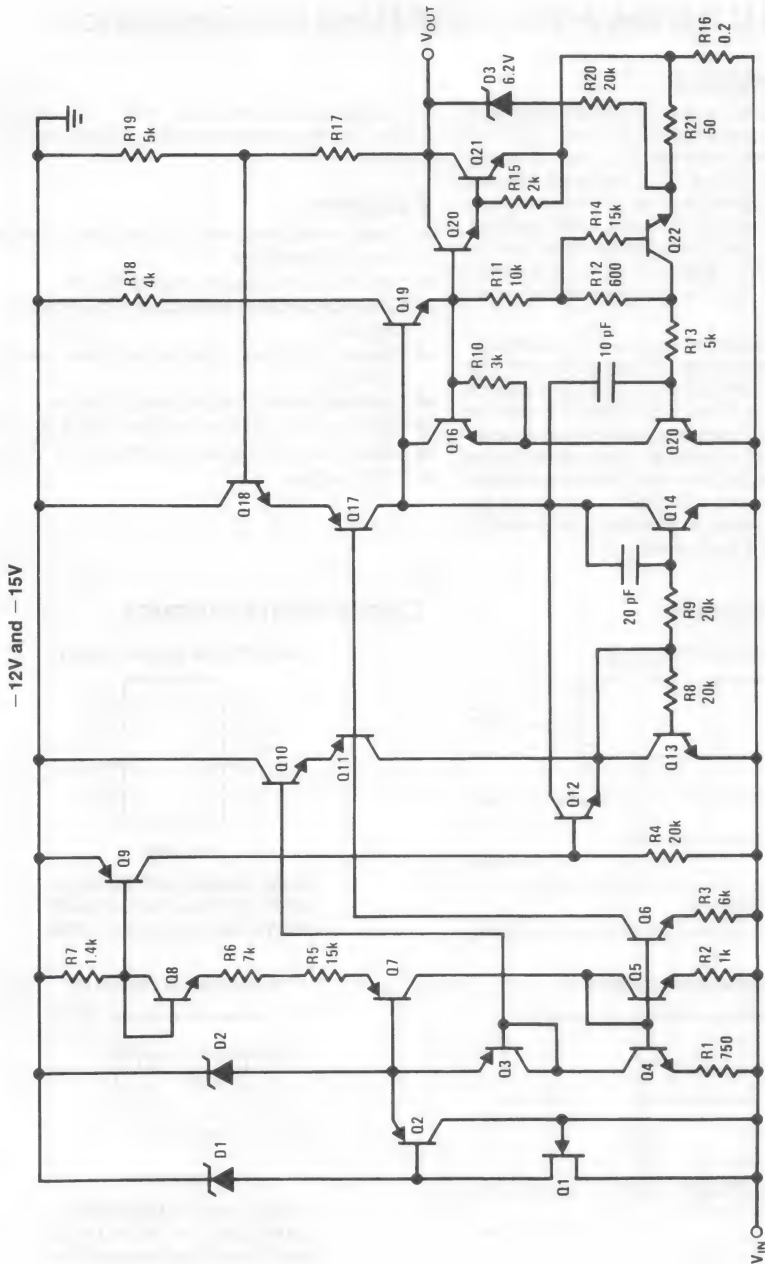 −12V and −15V
R19
5k
VOUT
R17
D3
6.2V
R20
20k
R16
0.2
Q21
R15
2k
R21
50
Q20
R18
4k
Q19
R11
10k
R14
15k
R12
600
Q22
R10
3k
Q16
10 pF
R13
5k
Q20
Q18
Q17
Q14
20 pF
R9
20k
R8
20k
Q10
Q11
Q12
Q13
Q9
R4
20k
R7
1.4k
Q8
R6
7k
R5
15k
Q7
Q6
R3
6k
Q5
R2
1k
D2
Q3
Q4
R1
750
D1
Q2
Q1
VIN